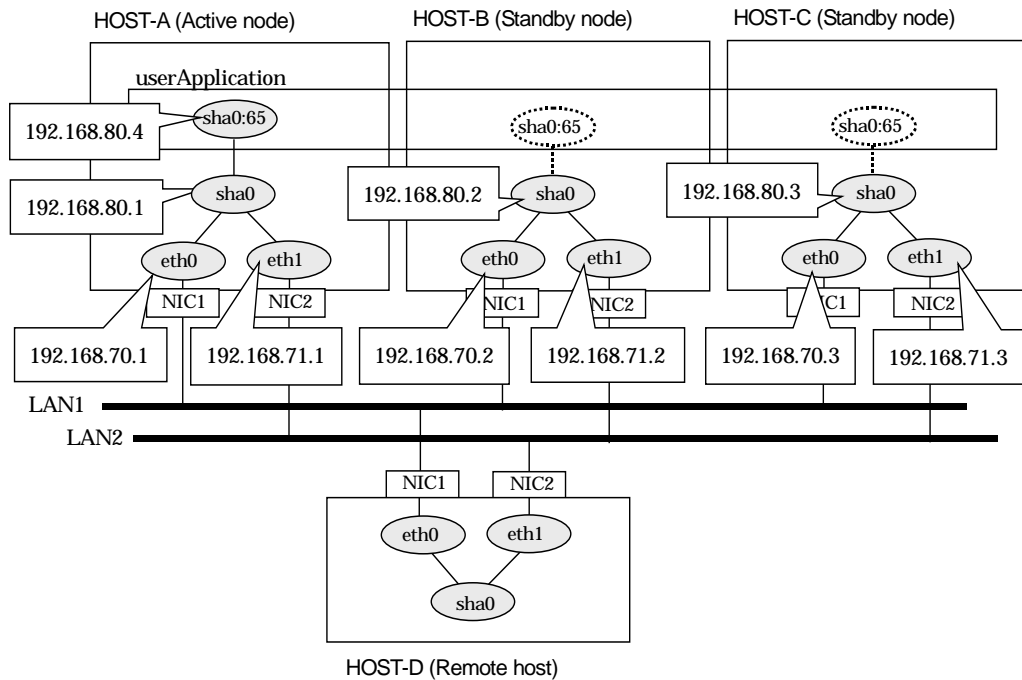 HOST-A (Active node)
HOST-B (Standby node)
HOST-C (Standby node)
userApplication
192.168.80.4
sha0:65
sha0:65
sha0:65
192.168.80.1
sha0
192.168.80.2
sha0
192.168.80.3
sha0
eth0
eth1
eth0
eth1
eth0
eth1
NIC1
NIC2
NIC1
NIC2
NIC1
NIC2
192.168.70.1
192.168.71.1
192.168.70.2
192.168.71.2
192.168.70.3
192.168.71.3
LAN1
LAN2
NIC1
NIC2
eth0
eth1
sha0
HOST-D (Remote host)